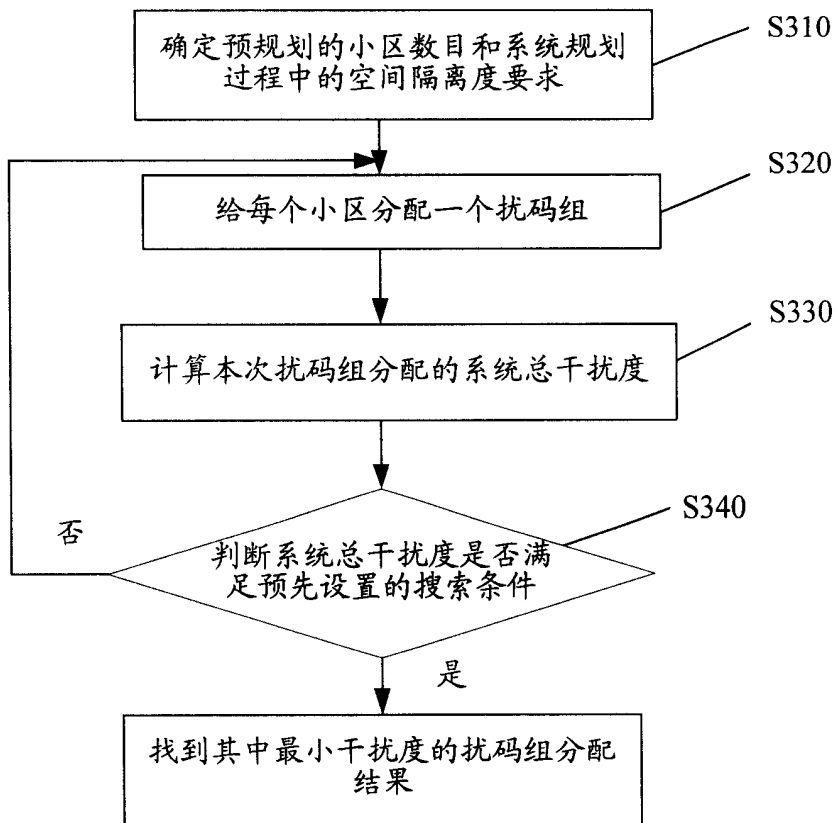 确定预规划的小区数目和系统规划
过程中的空间隔离度要求
S310
给每个小区分配一个扰码组
S320
计算本次扰码组分配的系统总干扰度
S330
判断系统总干扰度是否满
足预先设置的搜索条件
S340
否
是
找到其中最小干扰度的扰码组分配
结果